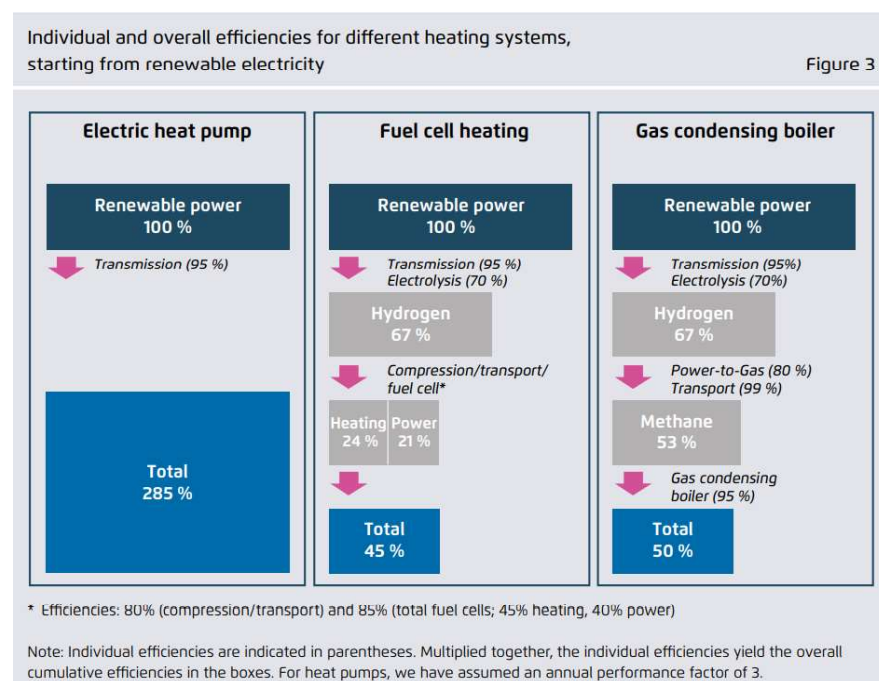 Individual and overall efficiencies for different heating systems,
starting from renewable electricity
Figure 3
Electric heat pump
Renewable power
100 %
Transmission (95 %)
Total
285 %
Fuel cell heating
Renewable power
100 %
Transmission (95 %)
Electrolysis (70 %)
Hydrogen
67 %
Compression/transport/
fuel cell*
Heating
24 %
Power
21 %
Total
45 %
Gas condensing boiler
Renewable power
100 %
Transmission (95%)
Electrolysis (70%)
Hydrogen
67 %
Power-to-Gas (80 %)
Transport (99 %)
Methane
53 %
Gas condensing
boiler (95 %)
Total
50 %
* Efficiencies: 80% (compression/transport) and 85% (total fuel cells; 45% heating, 40% power)
Note: Individual efficiencies are indicated in parentheses. Multiplied together, the individual efficiencies yield the overall
cumulative efficiencies in the boxes. For heat pumps, we have assumed an annual performance factor of 3.